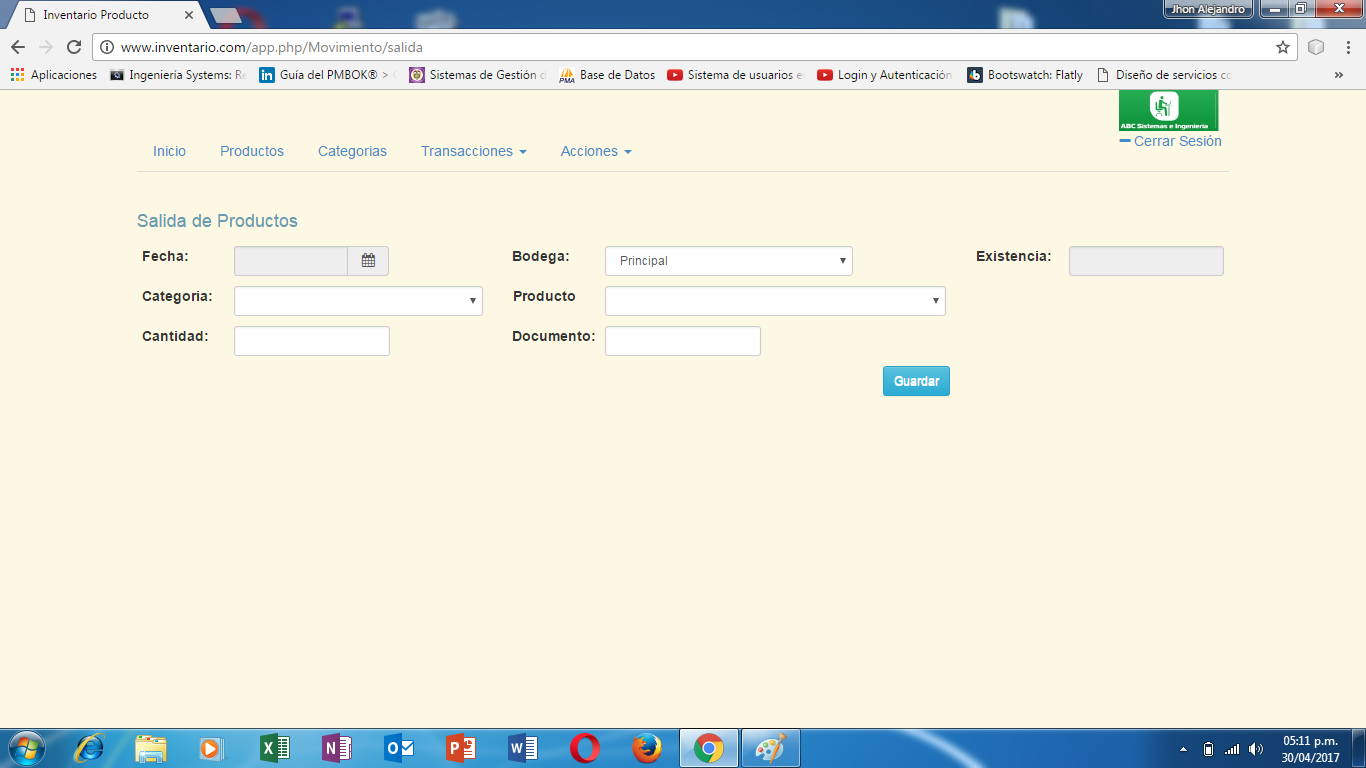 Inventario Producto
Jhon Alejandro
www.inventario.com/app.php/Movimiento/salida
Aplicaciones
Ingeniería Systems: Re
Guía del PMBOK® >
Sistemas de Gestión d
Base de Datos
Sistema de usuarios e
Login y Autenticación
Bootswatch: Flatly
Diseño de servicios co
»
ABC Sistemas e Ingenieria
Cerrar Sesión
Inicio
Productos
Categorias
Transacciones
Acciones
Salida de Productos
Fecha:
Bodega:
Principal
Existencia:
Categoria:
Producto
Cantidad:
Documento:
Guardar
05:11 p.m.
30/04/2017